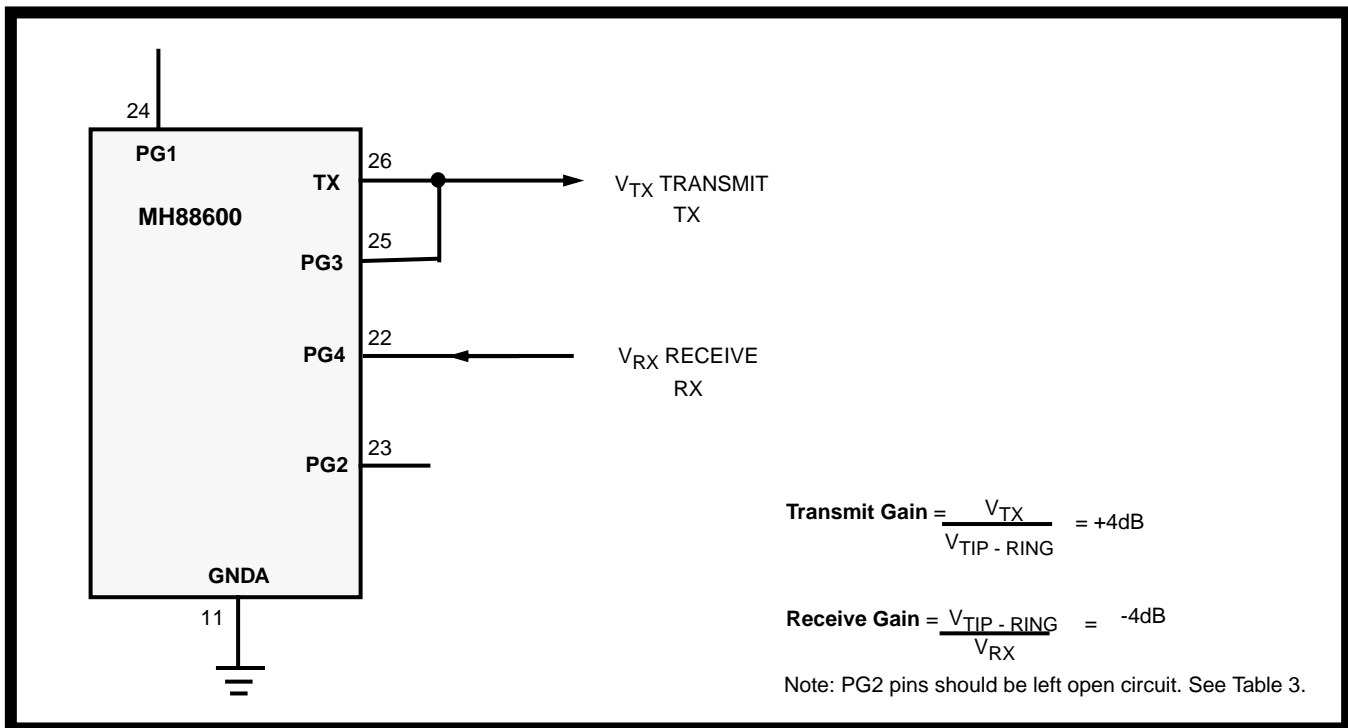 24
PG1
TX
26
V_TX TRANSMIT
TX
MH88600
25
PG3
22
PG4
V_RX RECEIVE
RX
23
PG2
Transmit Gain = V_TX / V_TIP - RING = +4dB
GNDA
11
Receive Gain = V_TIP - RING / V_RX = -4dB
Note: PG2 pins should be left open circuit. See Table 3.